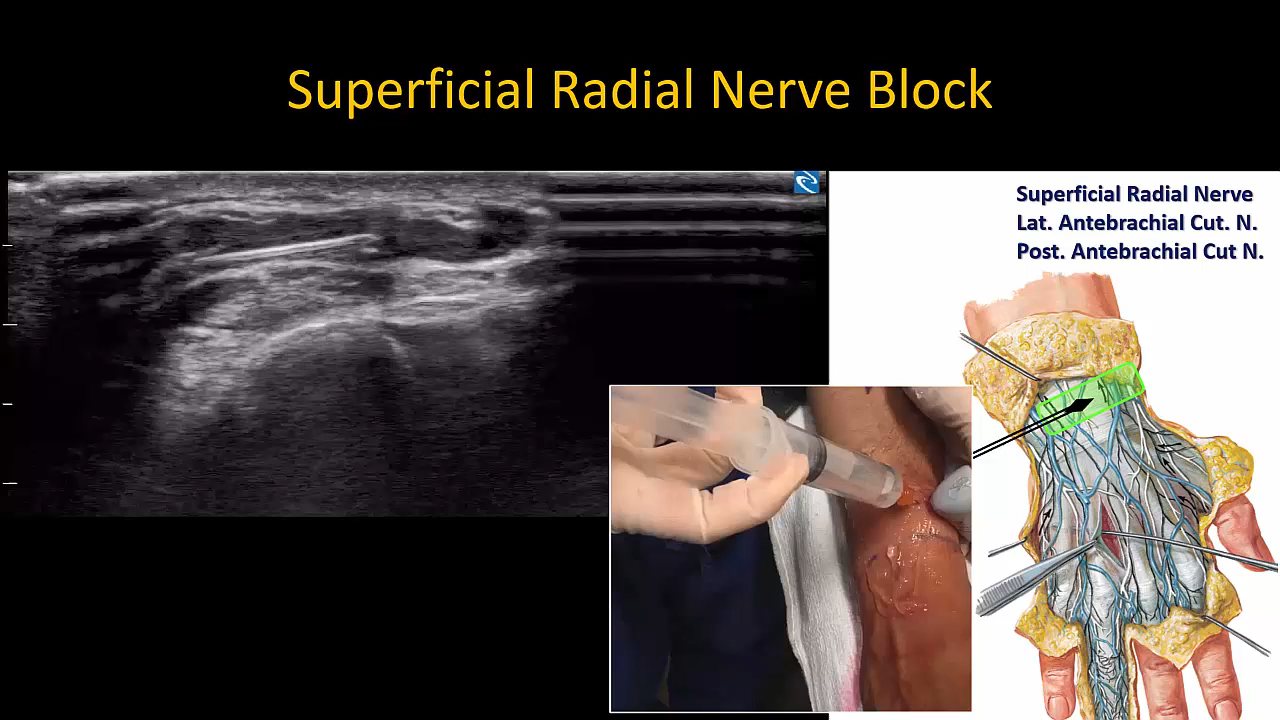 Superficial Radial Nerve Block
Superficial Radial Nerve
Lat. Antebrachial Cut. N.
Post. Antebrachial Cut N.